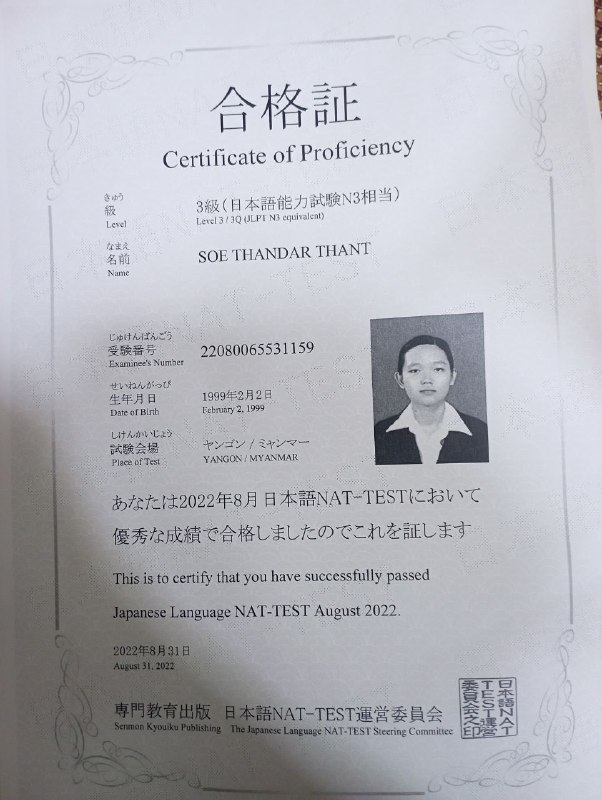 合格証
Certificate of Proficiency
きゅう
級
Level
3級(日本語能力試験N3相当)
Level 3 / 3Q (JLPT N3 equivalent)
なまえ
名前
Name
SOE THANDAR THANT
じゅけんばんごう
受験番号
Examinee's Number
22080065531159
せいねんがっぴ
生年月日
Date of Birth
1999年2月2日
February 2, 1999
しけんかいじょう
試験会場
Place of Test
ヤンゴン / ミャンマー
YANGON / MYANMAR
あなたは2022年8月日本語NAT-TESTにおいて
優秀な成績で合格しましたのでこれを証します
This is to certify that you have successfully passed
Japanese Language NAT-TEST August 2022.
2022年8月31日
August 31, 2022
専門教育出版 日本語NAT-TEST運営委員会
Senmon Kyouiku Publishing The Japanese Language NAT-TEST Steering Committee
日本語NAT
TEST運営
委員会之印